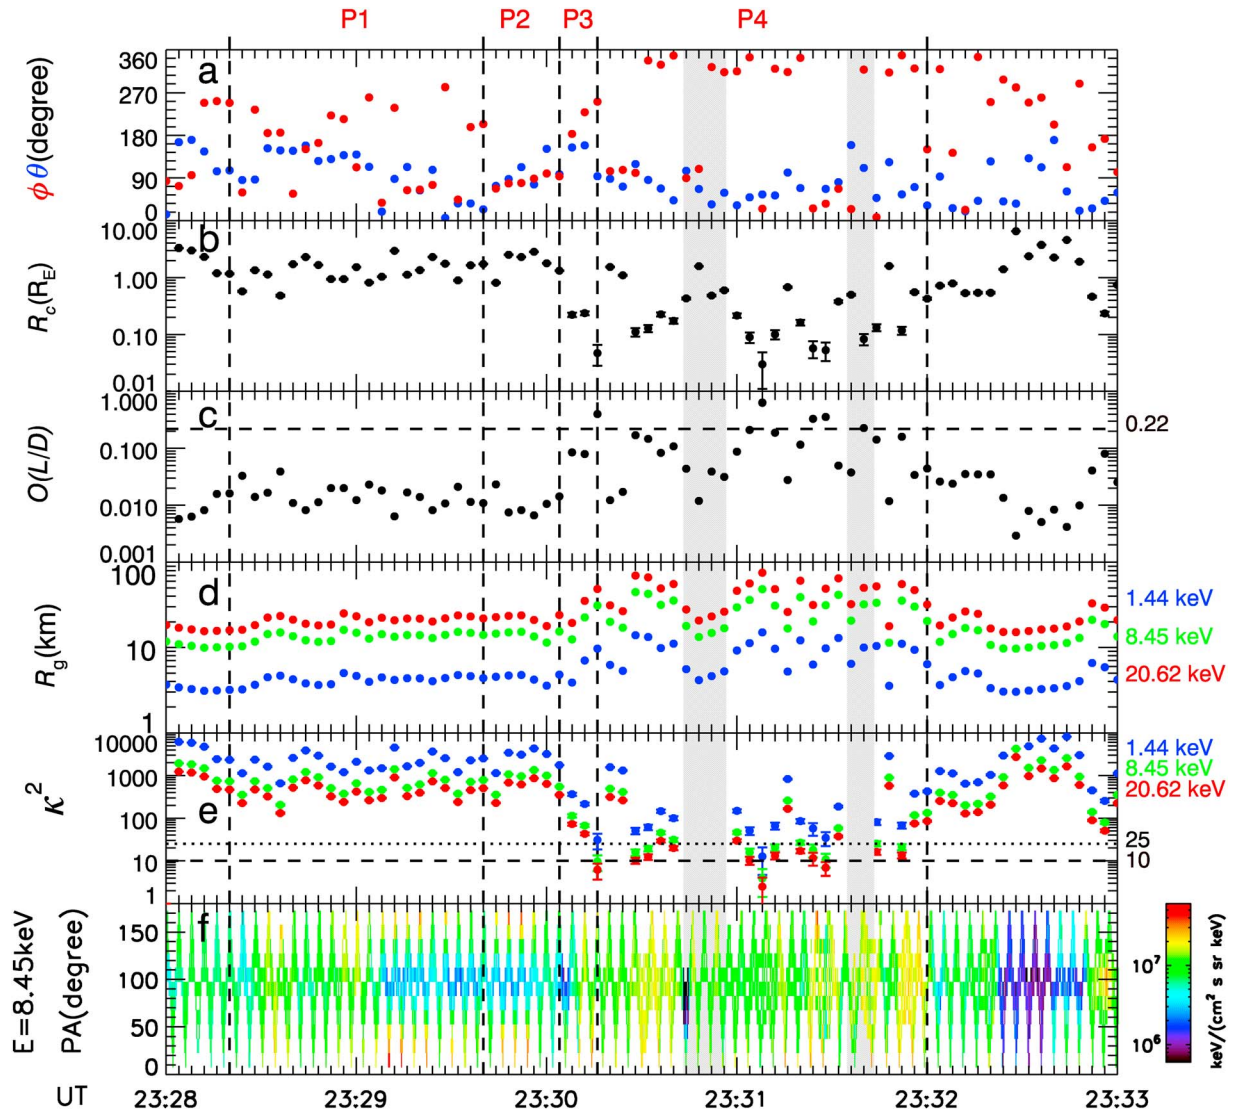 P1 P2 P3 P4
a
ϕ θ(degree)
360
270
180
90
0
b
R_c(R_E)
10.00
1.00
0.10
0.01
c
O(L/D)
1.000
0.100
0.010
0.001
0.22
d
R_g(km)
100
10
1
1.44 keV
8.45 keV
20.62 keV
e
κ²
10000
1000
100
10
1
1.44 keV
8.45 keV
20.62 keV
25
10
f
E=8.45keV
PA(degree)
150
100
50
0
10⁷
10⁶
keV/(cm² s sr keV)
UT 23:28 23:29 23:30 23:31 23:32 23:33